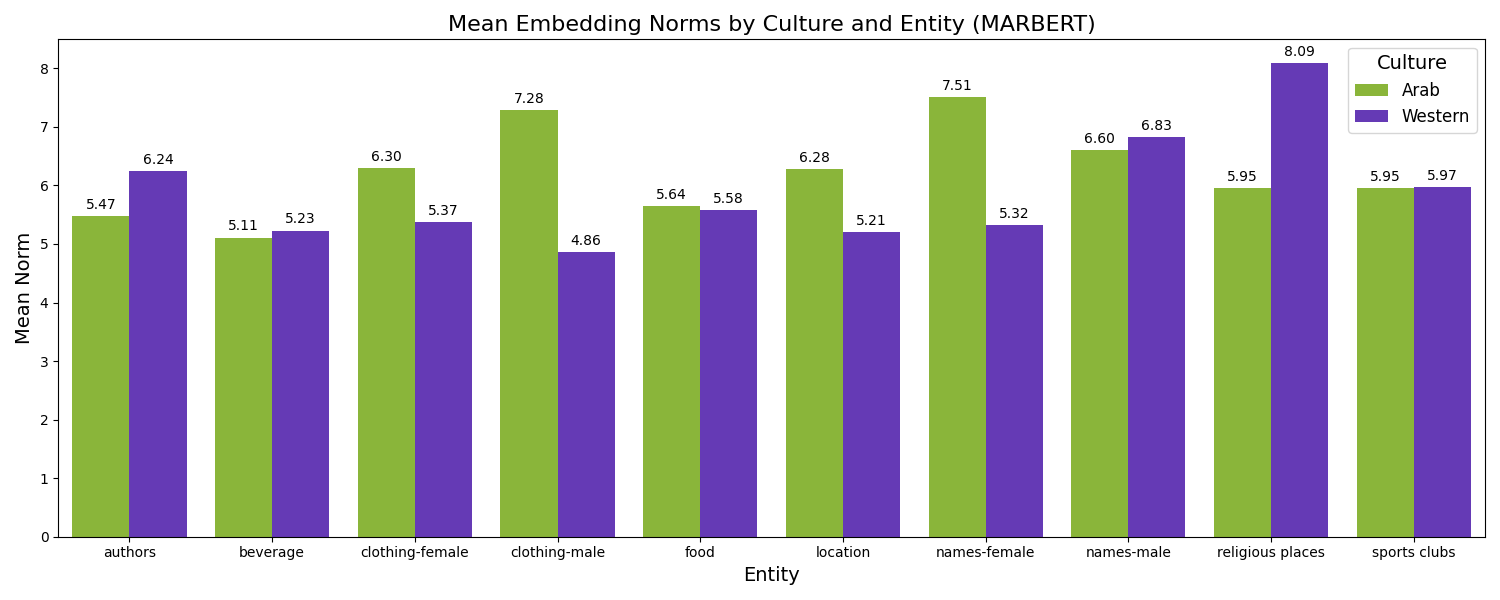 Mean Embedding Norms by Culture and Entity (MARBERT)
Culture
Arab
Western
Mean Norm
8
7
6
5
4
3
2
1
0
5.47
6.24
5.11
5.23
6.30
5.37
7.28
4.86
5.64
5.58
6.28
5.21
7.51
5.32
6.60
6.83
5.95
8.09
5.95
5.97
authors
beverage
clothing-female
clothing-male
food
location
names-female
names-male
religious places
sports clubs
Entity